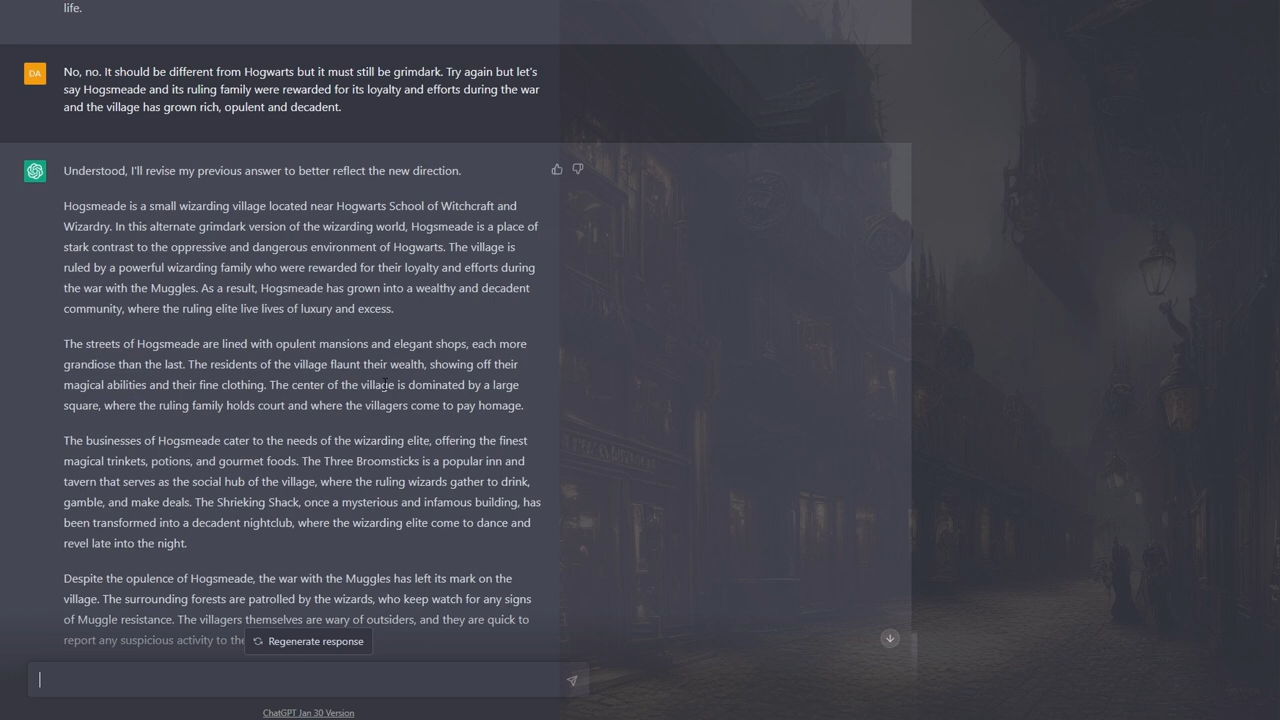 life.
DA
No, no. It should be different from Hogwarts but it must still be grimdark. Try again but let's
say Hogsmeade and its ruling family were rewarded for its loyalty and efforts during the war
and the village has grown rich, opulent and decadent.
Understood, I'll revise my previous answer to better reflect the new direction.
Hogsmeade is a small wizarding village located near Hogwarts School of Witchcraft and
Wizardry. In this alternate grimdark version of the wizarding world, Hogsmeade is a place of
stark contrast to the oppressive and dangerous environment of Hogwarts. The village is
ruled by a powerful wizarding family who were rewarded for their loyalty and efforts during
the war with the Muggles. As a result, Hogsmeade has grown into a wealthy and decadent
community, where the ruling elite live lives of luxury and excess.
The streets of Hogsmeade are lined with opulent mansions and elegant shops, each more
grandiose than the last. The residents of the village flaunt their wealth, showing off their
magical abilities and their fine clothing. The center of the village is dominated by a large
square, where the ruling family holds court and where the villagers come to pay homage.
The businesses of Hogsmeade cater to the needs of the wizarding elite, offering the finest
magical trinkets, potions, and gourmet foods. The Three Broomsticks is a popular inn and
tavern that serves as the social hub of the village, where the ruling wizards gather to drink,
gamble, and make deals. The Shrieking Shack, once a mysterious and infamous building, has
been transformed into a decadent nightclub, where the wizarding elite come to dance and
revel late into the night.
Despite the opulence of Hogsmeade, the war with the Muggles has left its mark on the
village. The surrounding forests are patrolled by the wizards, who keep watch for any signs
of Muggle resistance. The villagers themselves are wary of outsiders, and they are quick to
report any suspicious activity to the
Regenerate response
ChatGPT Jan 30 Version